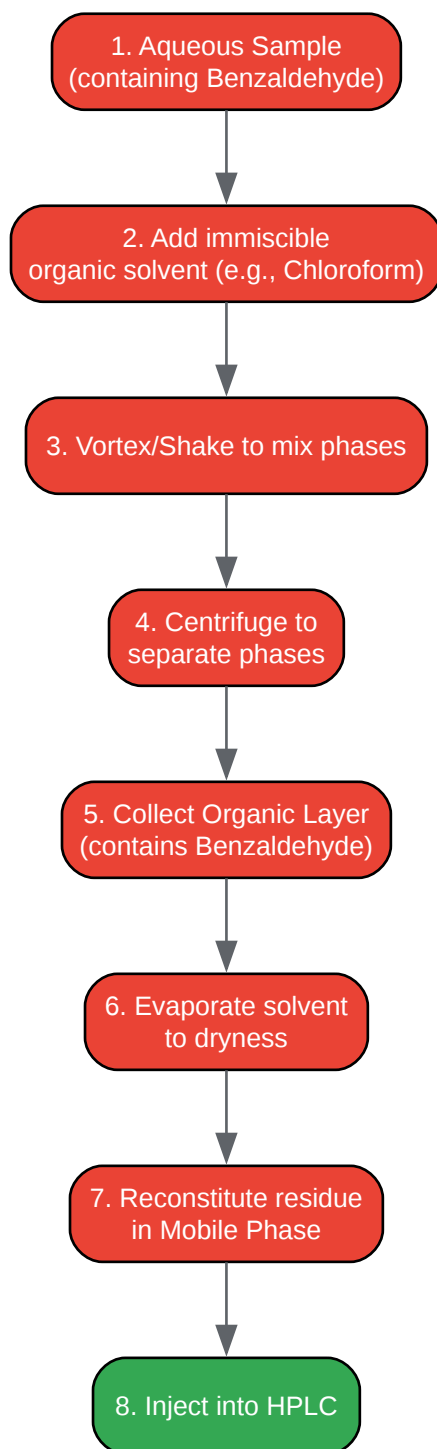 1. Aqueous Sample
(containing Benzaldehyde)
2. Add immiscible
organic solvent (e.g., Chloroform)
3. Vortex/Shake to mix phases
4. Centrifuge to
separate phases
5. Collect Organic Layer
(contains Benzaldehyde)
6. Evaporate solvent
to dryness
7. Reconstitute residue
in Mobile Phase
8. Inject into HPLC